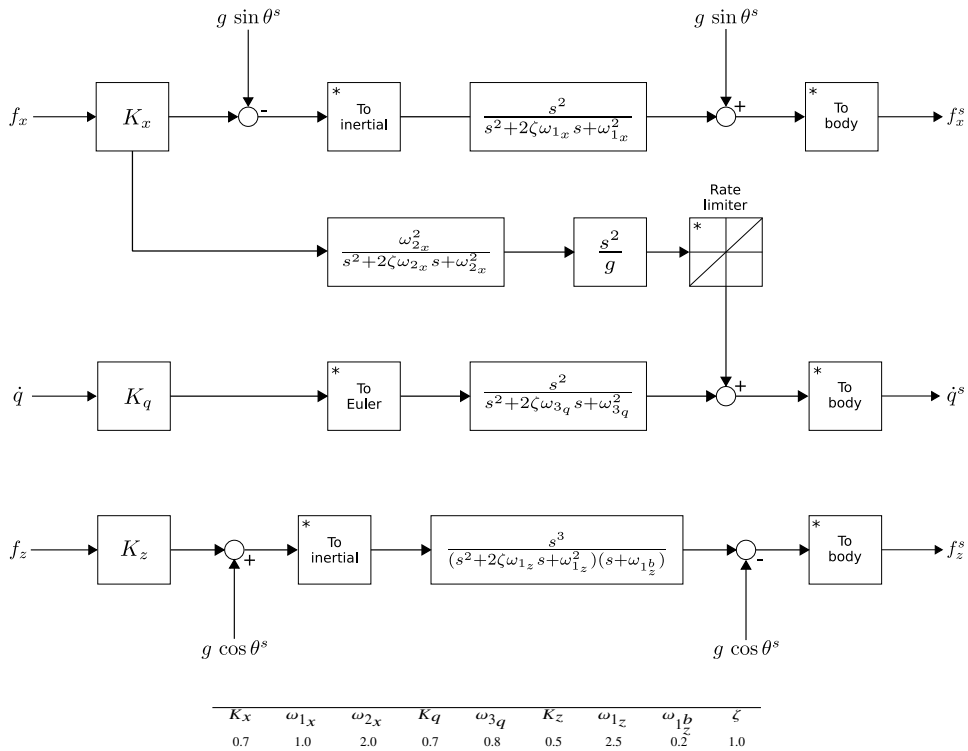 g sin θ^s g sin θ^s
f_x K_x - * To inertial s^2 / (s^2+2ζω_{1_x}s+ω_{1_x}^2) + * To body f_x^s
Rate limiter
ω_{2_x}^2 / (s^2+2ζω_{2_x}s+ω_{2_x}^2) s^2 / g *
q̇ K_q * To Euler s^2 / (s^2+2ζω_{3_q}s+ω_{3_q}^2) + * To body q̇^s
f_z K_z + * To inertial s^3 / ((s^2+2ζω_{1_z}s+ω_{1_z}^2)(s+ω_{1_z^b})) - * To body f_z^s
g cos θ^s g cos θ^s
K_x ω_{1_x} ω_{2_x} K_q ω_{3_q} K_z ω_{1_z} ω_{1_z^b} ζ
0.7 1.0 2.0 0.7 0.8 0.5 2.5 0.2 1.0